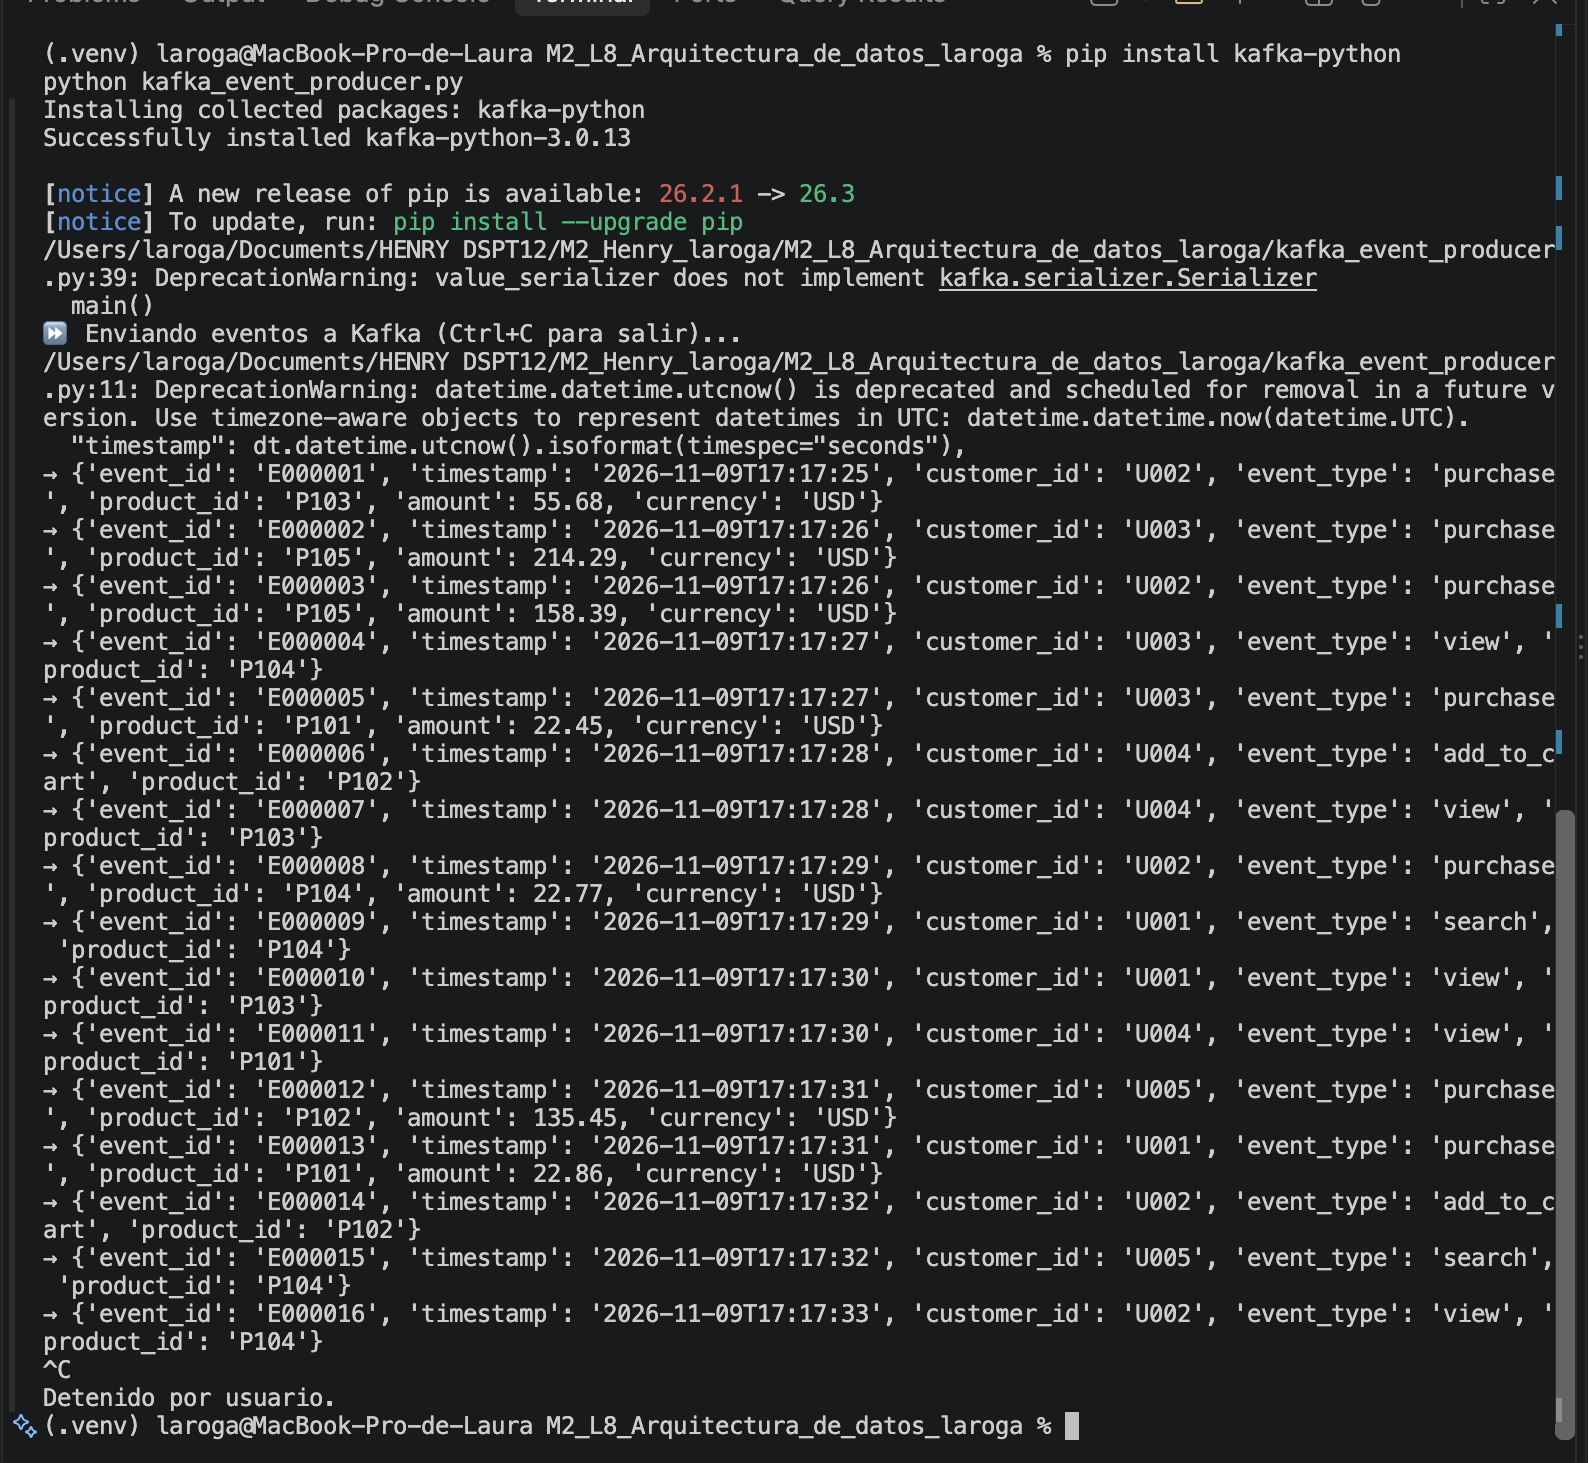 Problems Output Debug Console Terminal Ports Query Results
(.venv) laroga@MacBook-Pro-de-Laura M2_L8_Arquitectura_de_datos_laroga % pip install kafka-python
python kafka_event_producer.py
Installing collected packages: kafka-python
Successfully installed kafka-python-3.0.13
[notice] A new release of pip is available: 26.2.1 -> 26.3
[notice] To update, run: pip install --upgrade pip
/Users/laroga/Documents/HENRY DSPT12/M2_Henry_laroga/M2_L8_Arquitectura_de_datos_laroga/kafka_event_producer
.py:39: DeprecationWarning: value_serializer does not implement kafka.serializer.Serializer
  main()
⏩ Enviando eventos a Kafka (Ctrl+C para salir)...
/Users/laroga/Documents/HENRY DSPT12/M2_Henry_laroga/M2_L8_Arquitectura_de_datos_laroga/kafka_event_producer
.py:11: DeprecationWarning: datetime.datetime.utcnow() is deprecated and scheduled for removal in a future v
ersion. Use timezone-aware objects to represent datetimes in UTC: datetime.datetime.now(datetime.UTC).
  "timestamp": dt.datetime.utcnow().isoformat(timespec="seconds"),
→ {'event_id': 'E000001', 'timestamp': '2026-11-09T17:17:25', 'customer_id': 'U002', 'event_type': 'purchase
', 'product_id': 'P103', 'amount': 55.68, 'currency': 'USD'}
→ {'event_id': 'E000002', 'timestamp': '2026-11-09T17:17:26', 'customer_id': 'U003', 'event_type': 'purchase
', 'product_id': 'P105', 'amount': 214.29, 'currency': 'USD'}
→ {'event_id': 'E000003', 'timestamp': '2026-11-09T17:17:26', 'customer_id': 'U002', 'event_type': 'purchase
', 'product_id': 'P105', 'amount': 158.39, 'currency': 'USD'}
→ {'event_id': 'E000004', 'timestamp': '2026-11-09T17:17:27', 'customer_id': 'U003', 'event_type': 'view', '
product_id': 'P104'}
→ {'event_id': 'E000005', 'timestamp': '2026-11-09T17:17:27', 'customer_id': 'U003', 'event_type': 'purchase
', 'product_id': 'P101', 'amount': 22.45, 'currency': 'USD'}
→ {'event_id': 'E000006', 'timestamp': '2026-11-09T17:17:28', 'customer_id': 'U004', 'event_type': 'add_to_c
art', 'product_id': 'P102'}
→ {'event_id': 'E000007', 'timestamp': '2026-11-09T17:17:28', 'customer_id': 'U004', 'event_type': 'view', '
product_id': 'P103'}
→ {'event_id': 'E000008', 'timestamp': '2026-11-09T17:17:29', 'customer_id': 'U002', 'event_type': 'purchase
', 'product_id': 'P104', 'amount': 22.77, 'currency': 'USD'}
→ {'event_id': 'E000009', 'timestamp': '2026-11-09T17:17:29', 'customer_id': 'U001', 'event_type': 'search',
 'product_id': 'P104'}
→ {'event_id': 'E000010', 'timestamp': '2026-11-09T17:17:30', 'customer_id': 'U001', 'event_type': 'view', '
product_id': 'P103'}
→ {'event_id': 'E000011', 'timestamp': '2026-11-09T17:17:30', 'customer_id': 'U004', 'event_type': 'view', '
product_id': 'P101'}
→ {'event_id': 'E000012', 'timestamp': '2026-11-09T17:17:31', 'customer_id': 'U005', 'event_type': 'purchase
', 'product_id': 'P102', 'amount': 135.45, 'currency': 'USD'}
→ {'event_id': 'E000013', 'timestamp': '2026-11-09T17:17:31', 'customer_id': 'U001', 'event_type': 'purchase
', 'product_id': 'P101', 'amount': 22.86, 'currency': 'USD'}
→ {'event_id': 'E000014', 'timestamp': '2026-11-09T17:17:32', 'customer_id': 'U002', 'event_type': 'add_to_c
art', 'product_id': 'P102'}
→ {'event_id': 'E000015', 'timestamp': '2026-11-09T17:17:32', 'customer_id': 'U005', 'event_type': 'search',
 'product_id': 'P104'}
→ {'event_id': 'E000016', 'timestamp': '2026-11-09T17:17:33', 'customer_id': 'U002', 'event_type': 'view', '
product_id': 'P104'}
^C
Detenido por usuario.
(.venv) laroga@MacBook-Pro-de-Laura M2_L8_Arquitectura_de_datos_laroga %